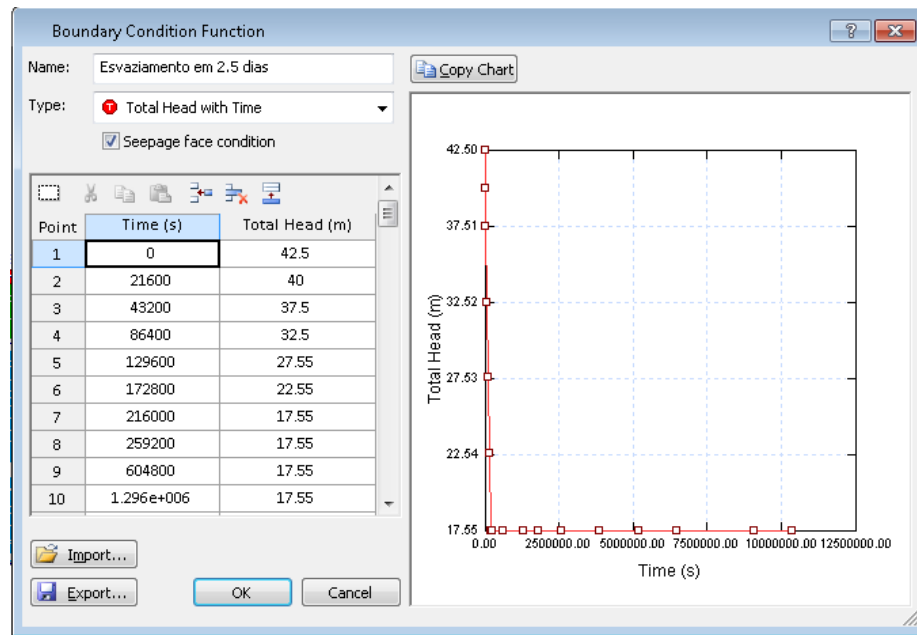 Boundary Condition Function
Name: Esvaziamento em 2.5 dias
Type: T Total Head with Time
Seepage face condition
Point Time (s) Total Head (m)
1 0 42.5
2 21600 40
3 43200 37.5
4 86400 32.5
5 129600 27.55
6 172800 22.55
7 216000 17.55
8 259200 17.55
9 604800 17.55
10 1.296e+006 17.55
Import...
Export...
OK
Cancel
Copy Chart
42.50
37.51
32.52
27.53
22.54
17.55
Total Head (m)
0.00 2500000.00 5000000.00 7500000.00 10000000.00 12500000.00
Time (s)